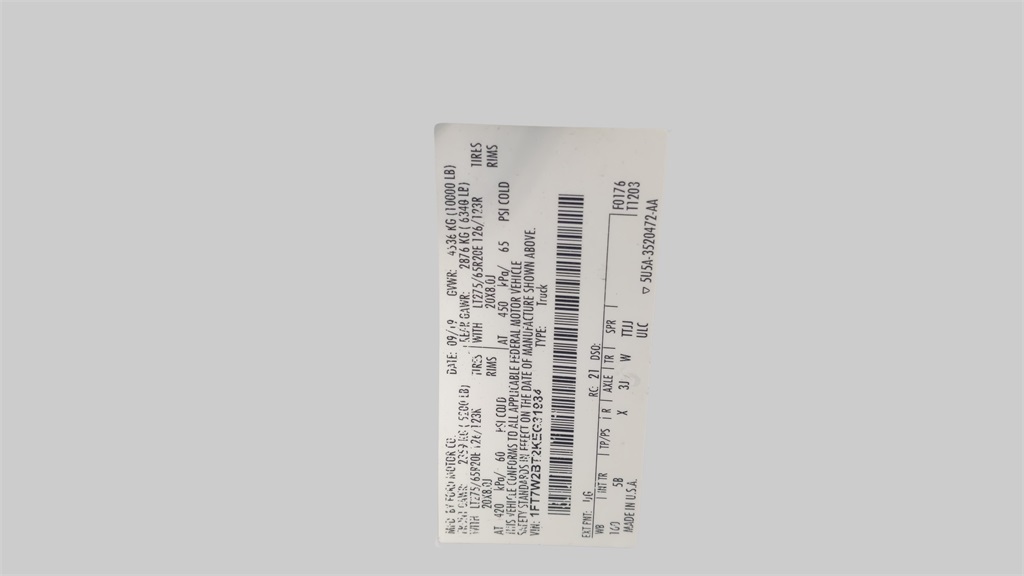 MFD. BY FORD MOTOR CO. DATE: 09/19 GVWR: 4536 KG (10000 LB)
FRONT GAWR: 2359 KG (5200 LB) REAR GAWR: 2876 KG (6340 LB)
WITH LT275/65R20E 126/123R TIRES WITH LT275/65R20E 126/123R TIRES
20X8.0J RIMS 20X8.0J RIMS
AT 420 kPa/ 60 PSI COLD AT 450 kPa/ 65 PSI COLD
THIS VEHICLE CONFORMS TO ALL APPLICABLE FEDERAL MOTOR VEHICLE
SAFETY STANDARDS IN EFFECT ON THE DATE OF MANUFACTURE SHOWN ABOVE.
VIN: TYPE: Truck
EXT PNT: RC: 21 DSO: F0176
WB INT TR TP/PS R AXLE TR SPR T1203
160 5B X 3J W TTJJ
MADE IN U.S.A. ULC ▽ 5U5A-3520472-AA